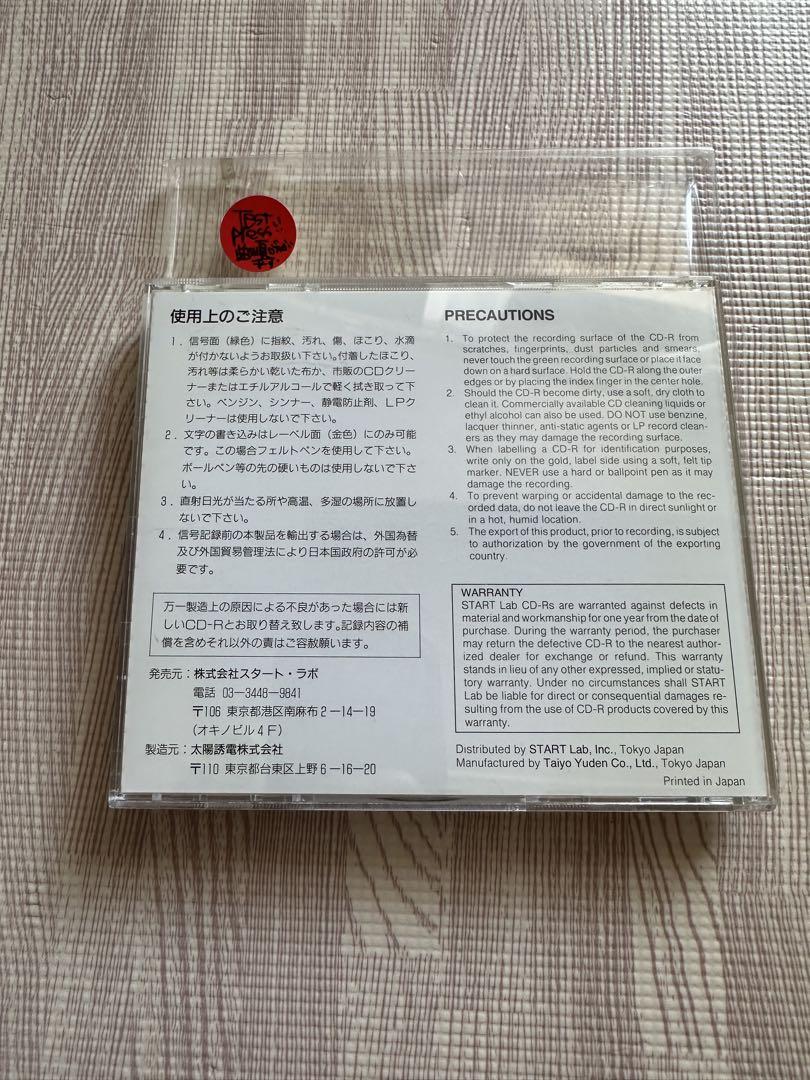 使用上のご注意
1．信号面（緑色）に指紋、汚れ、傷、ほこり、水滴
が付かないようお取扱い下さい。付着したほこり、
汚れ等は柔らかい乾いた布か、市販のCDクリー
ナーまたはエチルアルコールで軽く拭き取って下
さい。ベンジン、シンナー、静電防止剤、LPク
リーナーは使用しないで下さい。
2．文字の書き込みはレーベル面（金色）にのみ可能
です。この場合フェルトペンを使用して下さい。
ボールペン等の先の硬いものは使用しないで下さ
い。
3．直射日光が当たる所や高温、多湿の場所に放置し
ないで下さい。
4．信号記録前の本製品を輸出する場合は、外国為替
及び外国貿易管理法により日本国政府の許可が必
要です。
万一製造上の原因による不良があった場合には新
しいCD-Rとお取り替え致します。記録内容の補
償を含めそれ以外の責はご容赦願います。
発売元：株式会社スタート・ラボ
電話 03-3448-9841
〒106 東京都港区南麻布2-14-19
（オキノビル4F）
製造元：太陽誘電株式会社
〒110 東京都台東区上野6-16-20
PRECAUTIONS
1. To protect the recording surface of the CD-R from
scratches, fingerprints, dust particles and smears,
never touch the green recording surface or place it face
down on a hard surface. Hold the CD-R along the outer
edges or by placing the index finger in the center hole.
2. Should the CD-R become dirty, use a soft, dry cloth to
clean it. Commercially available CD cleaning liquids or
ethyl alcohol can also be used. DO NOT use benzine,
lacquer thinner, anti-static agents or LP record clean-
ers as they may damage the recording surface.
3. When labelling a CD-R for identification purposes,
write only on the gold, label side using a soft, felt tip
marker. NEVER use a hard or ballpoint pen as it may
damage the recording.
4. To prevent warping or accidental damage to the rec-
orded data, do not leave the CD-R in direct sunlight or
in a hot, humid location.
5. The export of this product, prior to recording, is subject
to authorization by the government of the exporting
country.
WARRANTY
START Lab CD-Rs are warranted against defects in
material and workmanship for one year from the date of
purchase. During the warranty period, the purchaser
may return the defective CD-R to the nearest author-
ized dealer for exchange or refund. This warranty
stands in lieu of any other expressed, implied or statu-
tory warranty. Under no circumstances shall START
Lab be liable for direct or consequential damages re-
sulting from the use of CD-R products covered by this
warranty.
Distributed by START Lab, Inc., Tokyo Japan
Manufactured by Taiyo Yuden Co., Ltd., Tokyo Japan
Printed in Japan